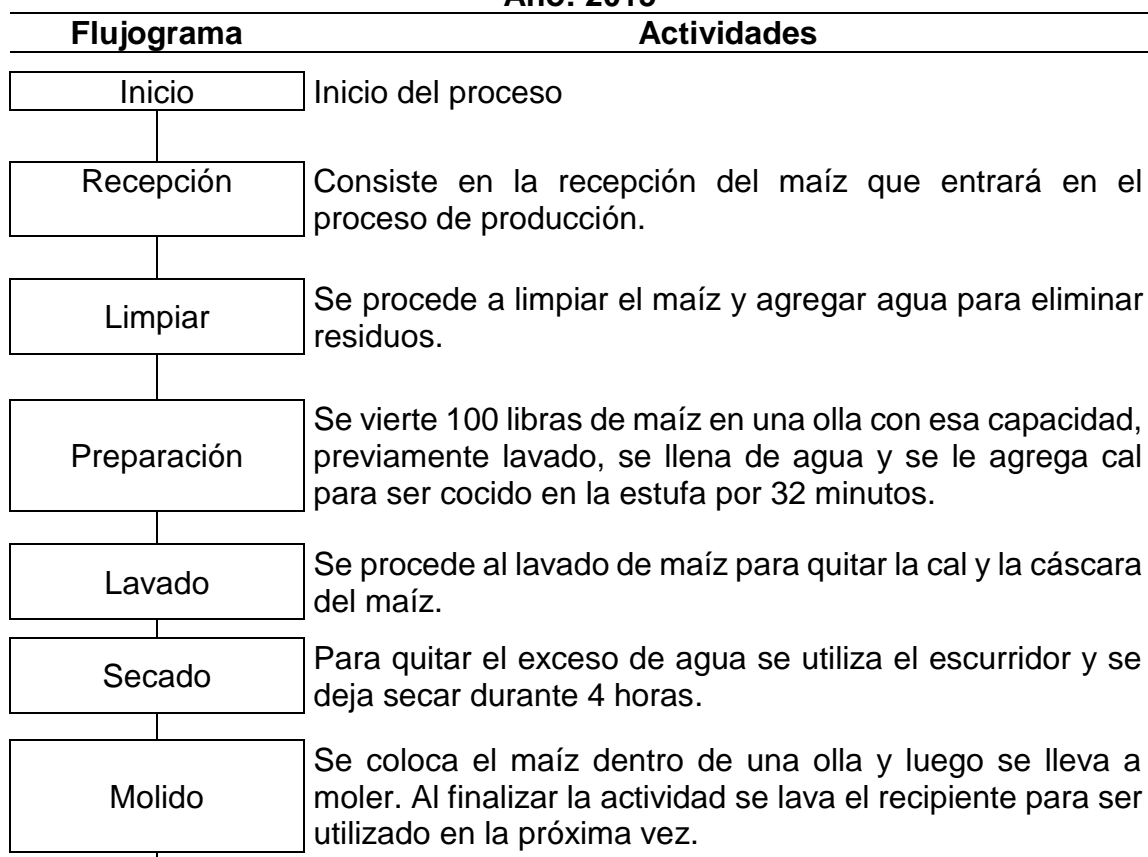 Año: 2015
Flujograma Actividades
Inicio Inicio del proceso
Recepción Consiste en la recepción del maíz que entrará en el
proceso de producción.
Limpiar Se procede a limpiar el maíz y agregar agua para eliminar
residuos.
Preparación Se vierte 100 libras de maíz en una olla con esa capacidad,
previamente lavado, se llena de agua y se le agrega cal
para ser cocido en la estufa por 32 minutos.
Lavado Se procede al lavado de maíz para quitar la cal y la cáscara
del maíz.
Secado Para quitar el exceso de agua se utiliza el escurridor y se
deja secar durante 4 horas.
Molido Se coloca el maíz dentro de una olla y luego se lleva a
moler. Al finalizar la actividad se lava el recipiente para ser
utilizado en la próxima vez.